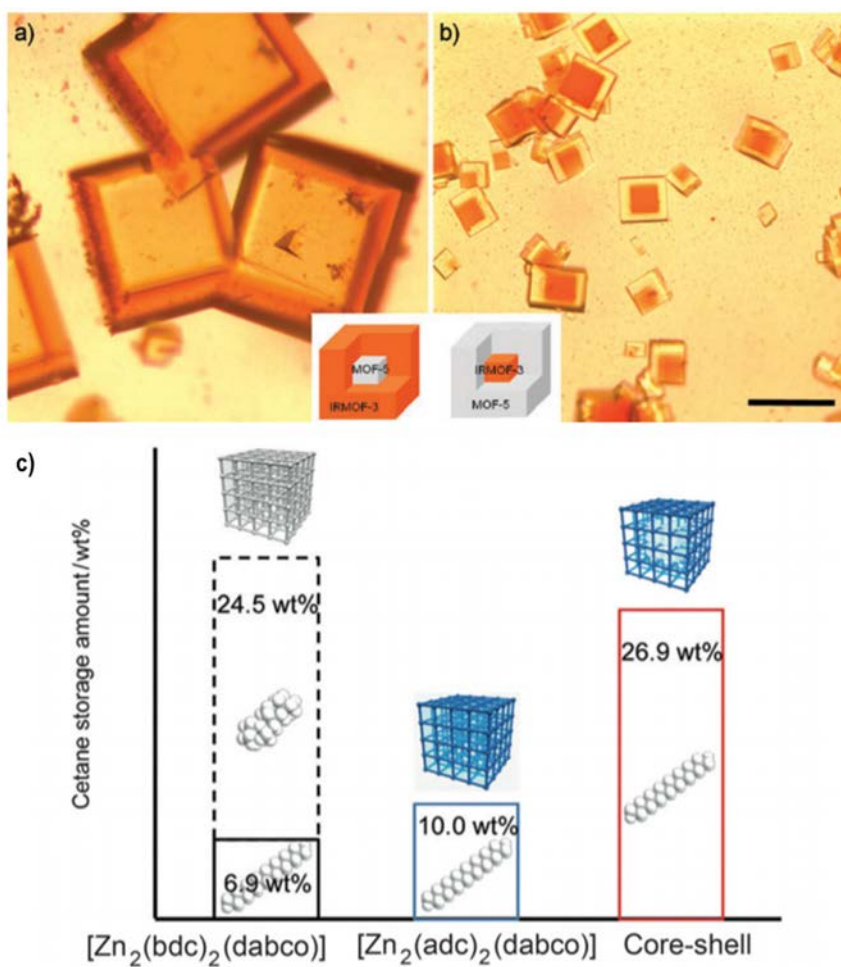 a)
b)
MOF-5
IRMOF-3
IRMOF-3
MOF-5
c)
Cetane storage amount/wt%
24.5 wt%
6.9 wt%
10.0 wt%
26.9 wt%
[Zn2(bdc)2(dabco)]
[Zn2(adc)2(dabco)]
Core-shell